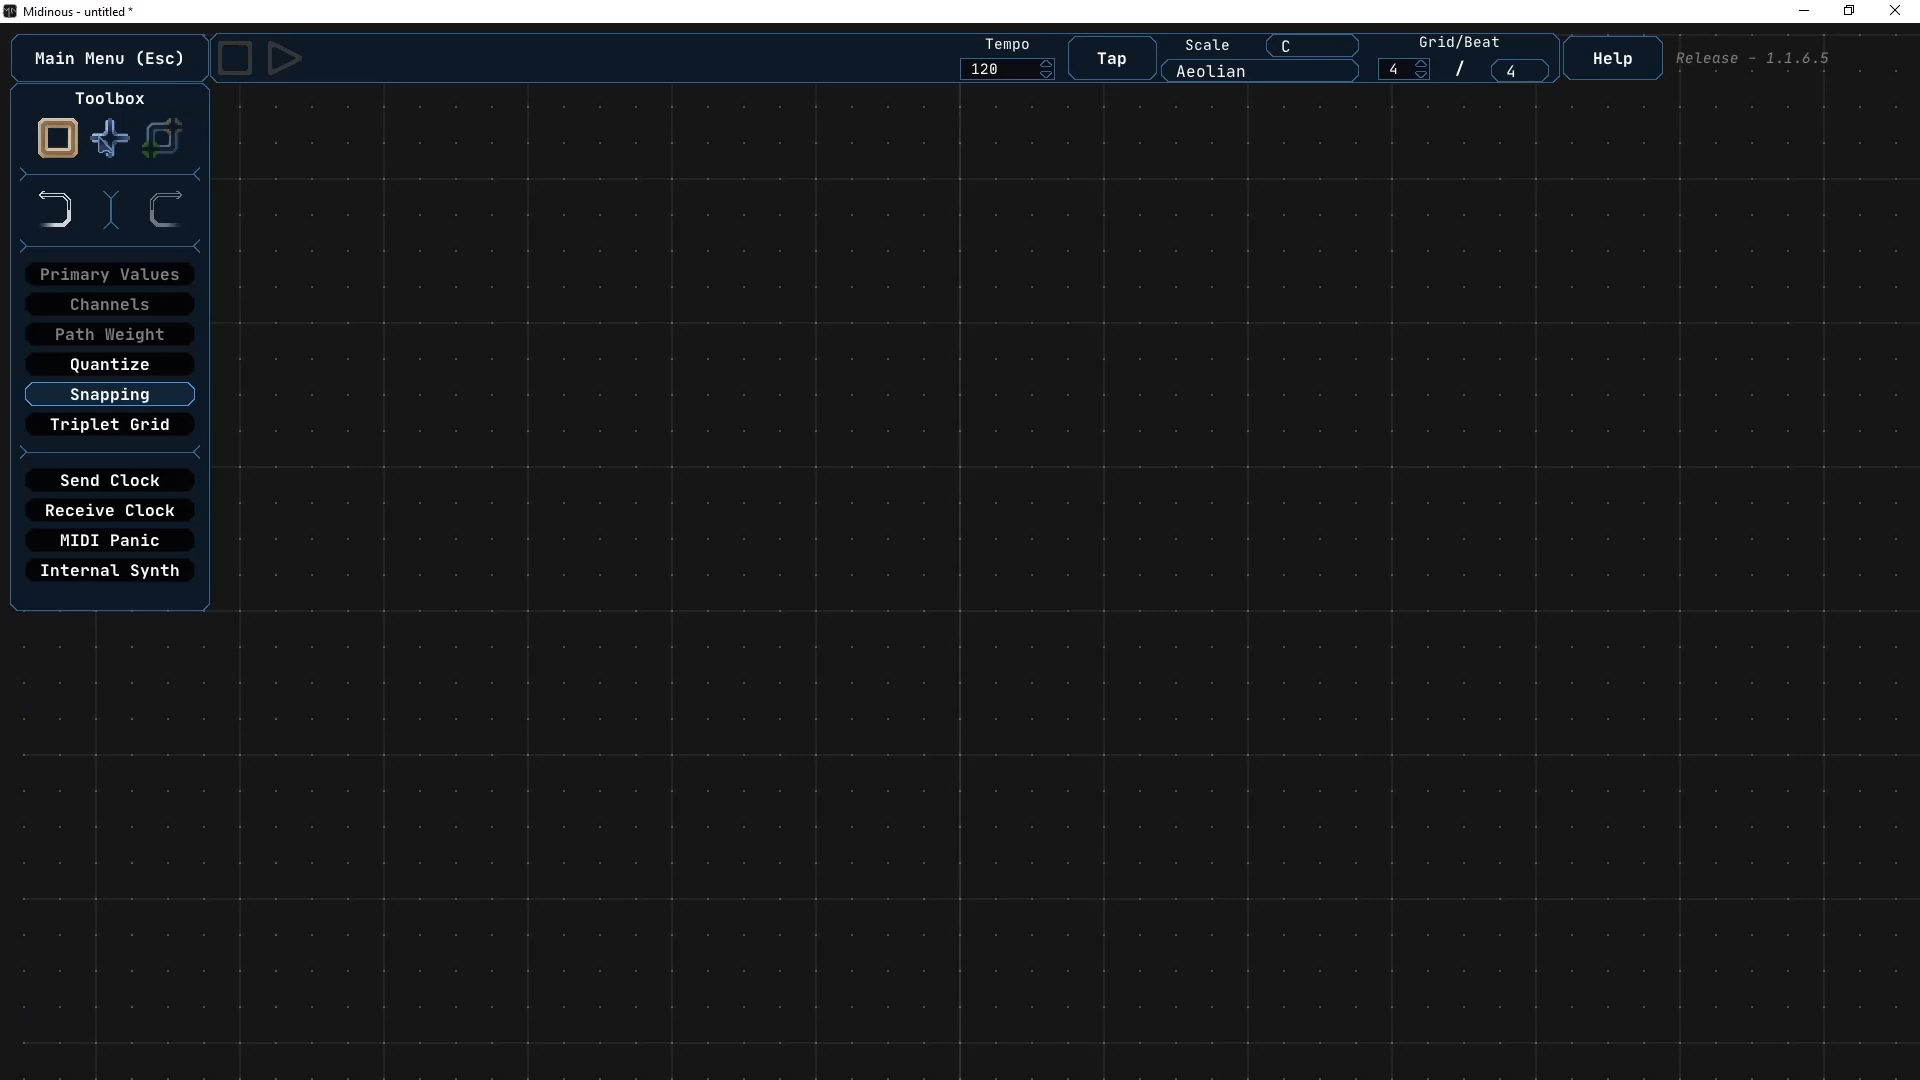 Midinous - untitled *
Main Menu (Esc)
Tempo
120
Tap
Scale
C
Aeolian
Grid/Beat
4 / 4
Help
Release - 1.1.6.5
Toolbox
Primary Values
Channels
Path Weight
Quantize
Snapping
Triplet Grid
Send Clock
Receive Clock
MIDI Panic
Internal Synth